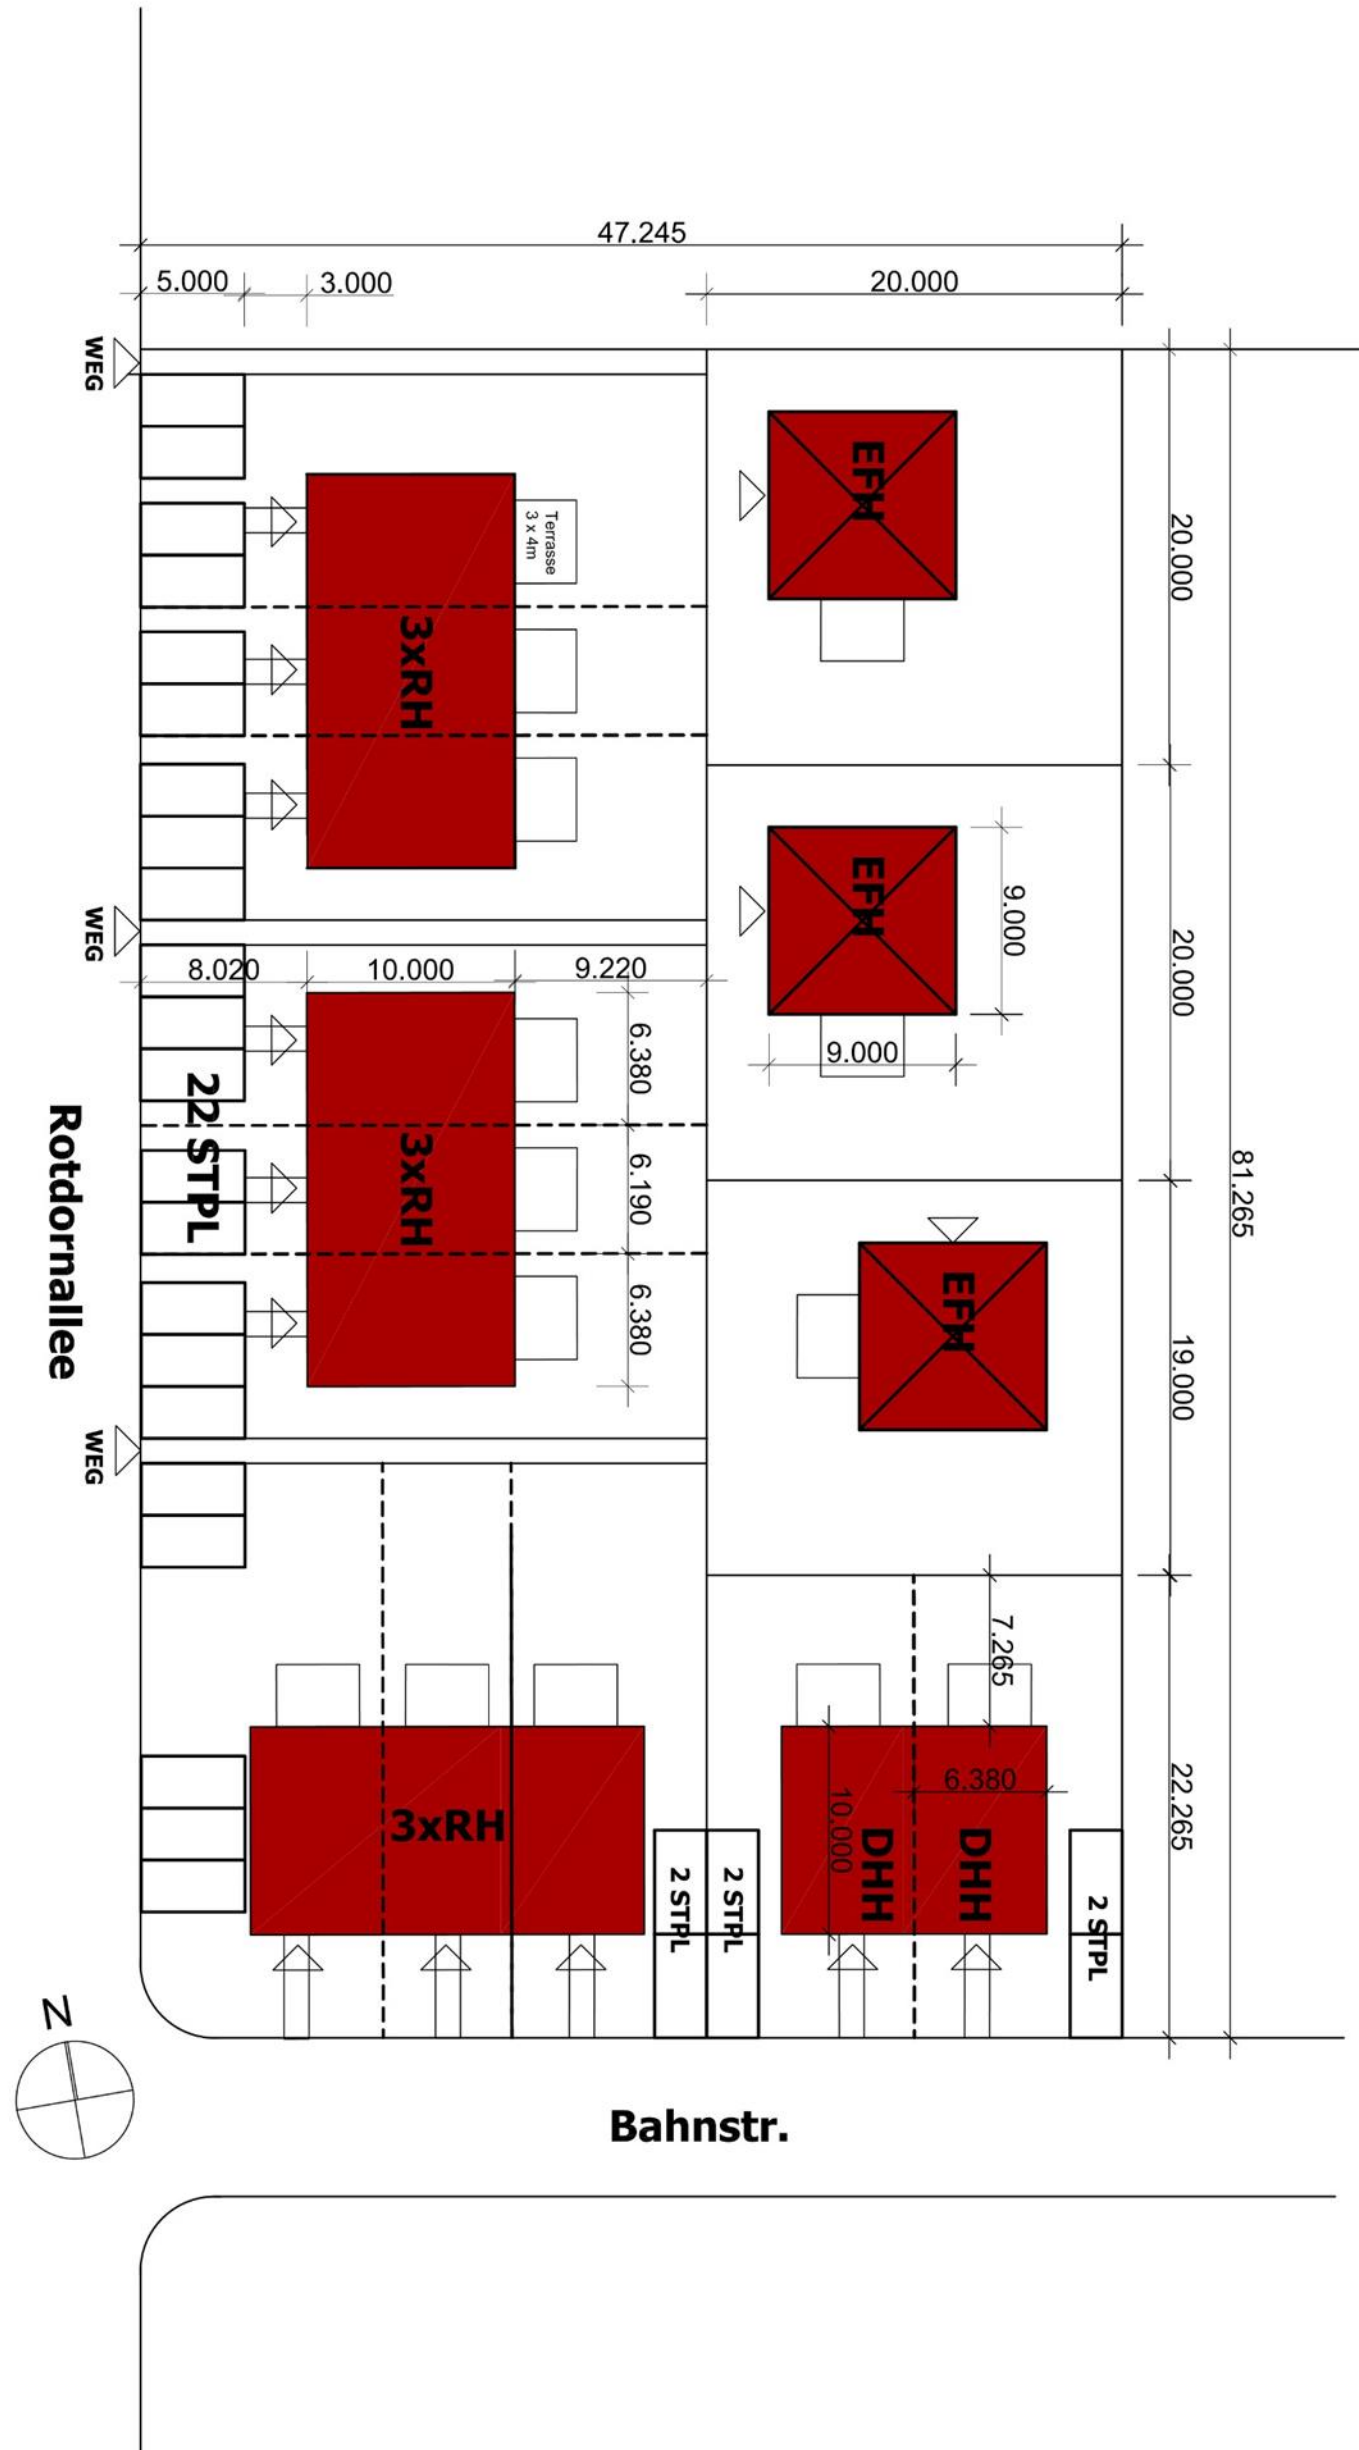 47.245
5.000
3.000
20.000
WEG
EFH
20.000
Terrasse
3 x 4m
3xRH
EFH
9.000
WEG
20.000
8.020
10.000
9.220
6.380
9.000
22 STPL
Rotdornallee
3xRH
6.190
81.265
6.380
EFH
19.000
WEG
7.265
6.380
22.265
3xRH
10.000
DHH
DHH
2 STPL
2 STPL
2 STPL
N
Bahnstr.